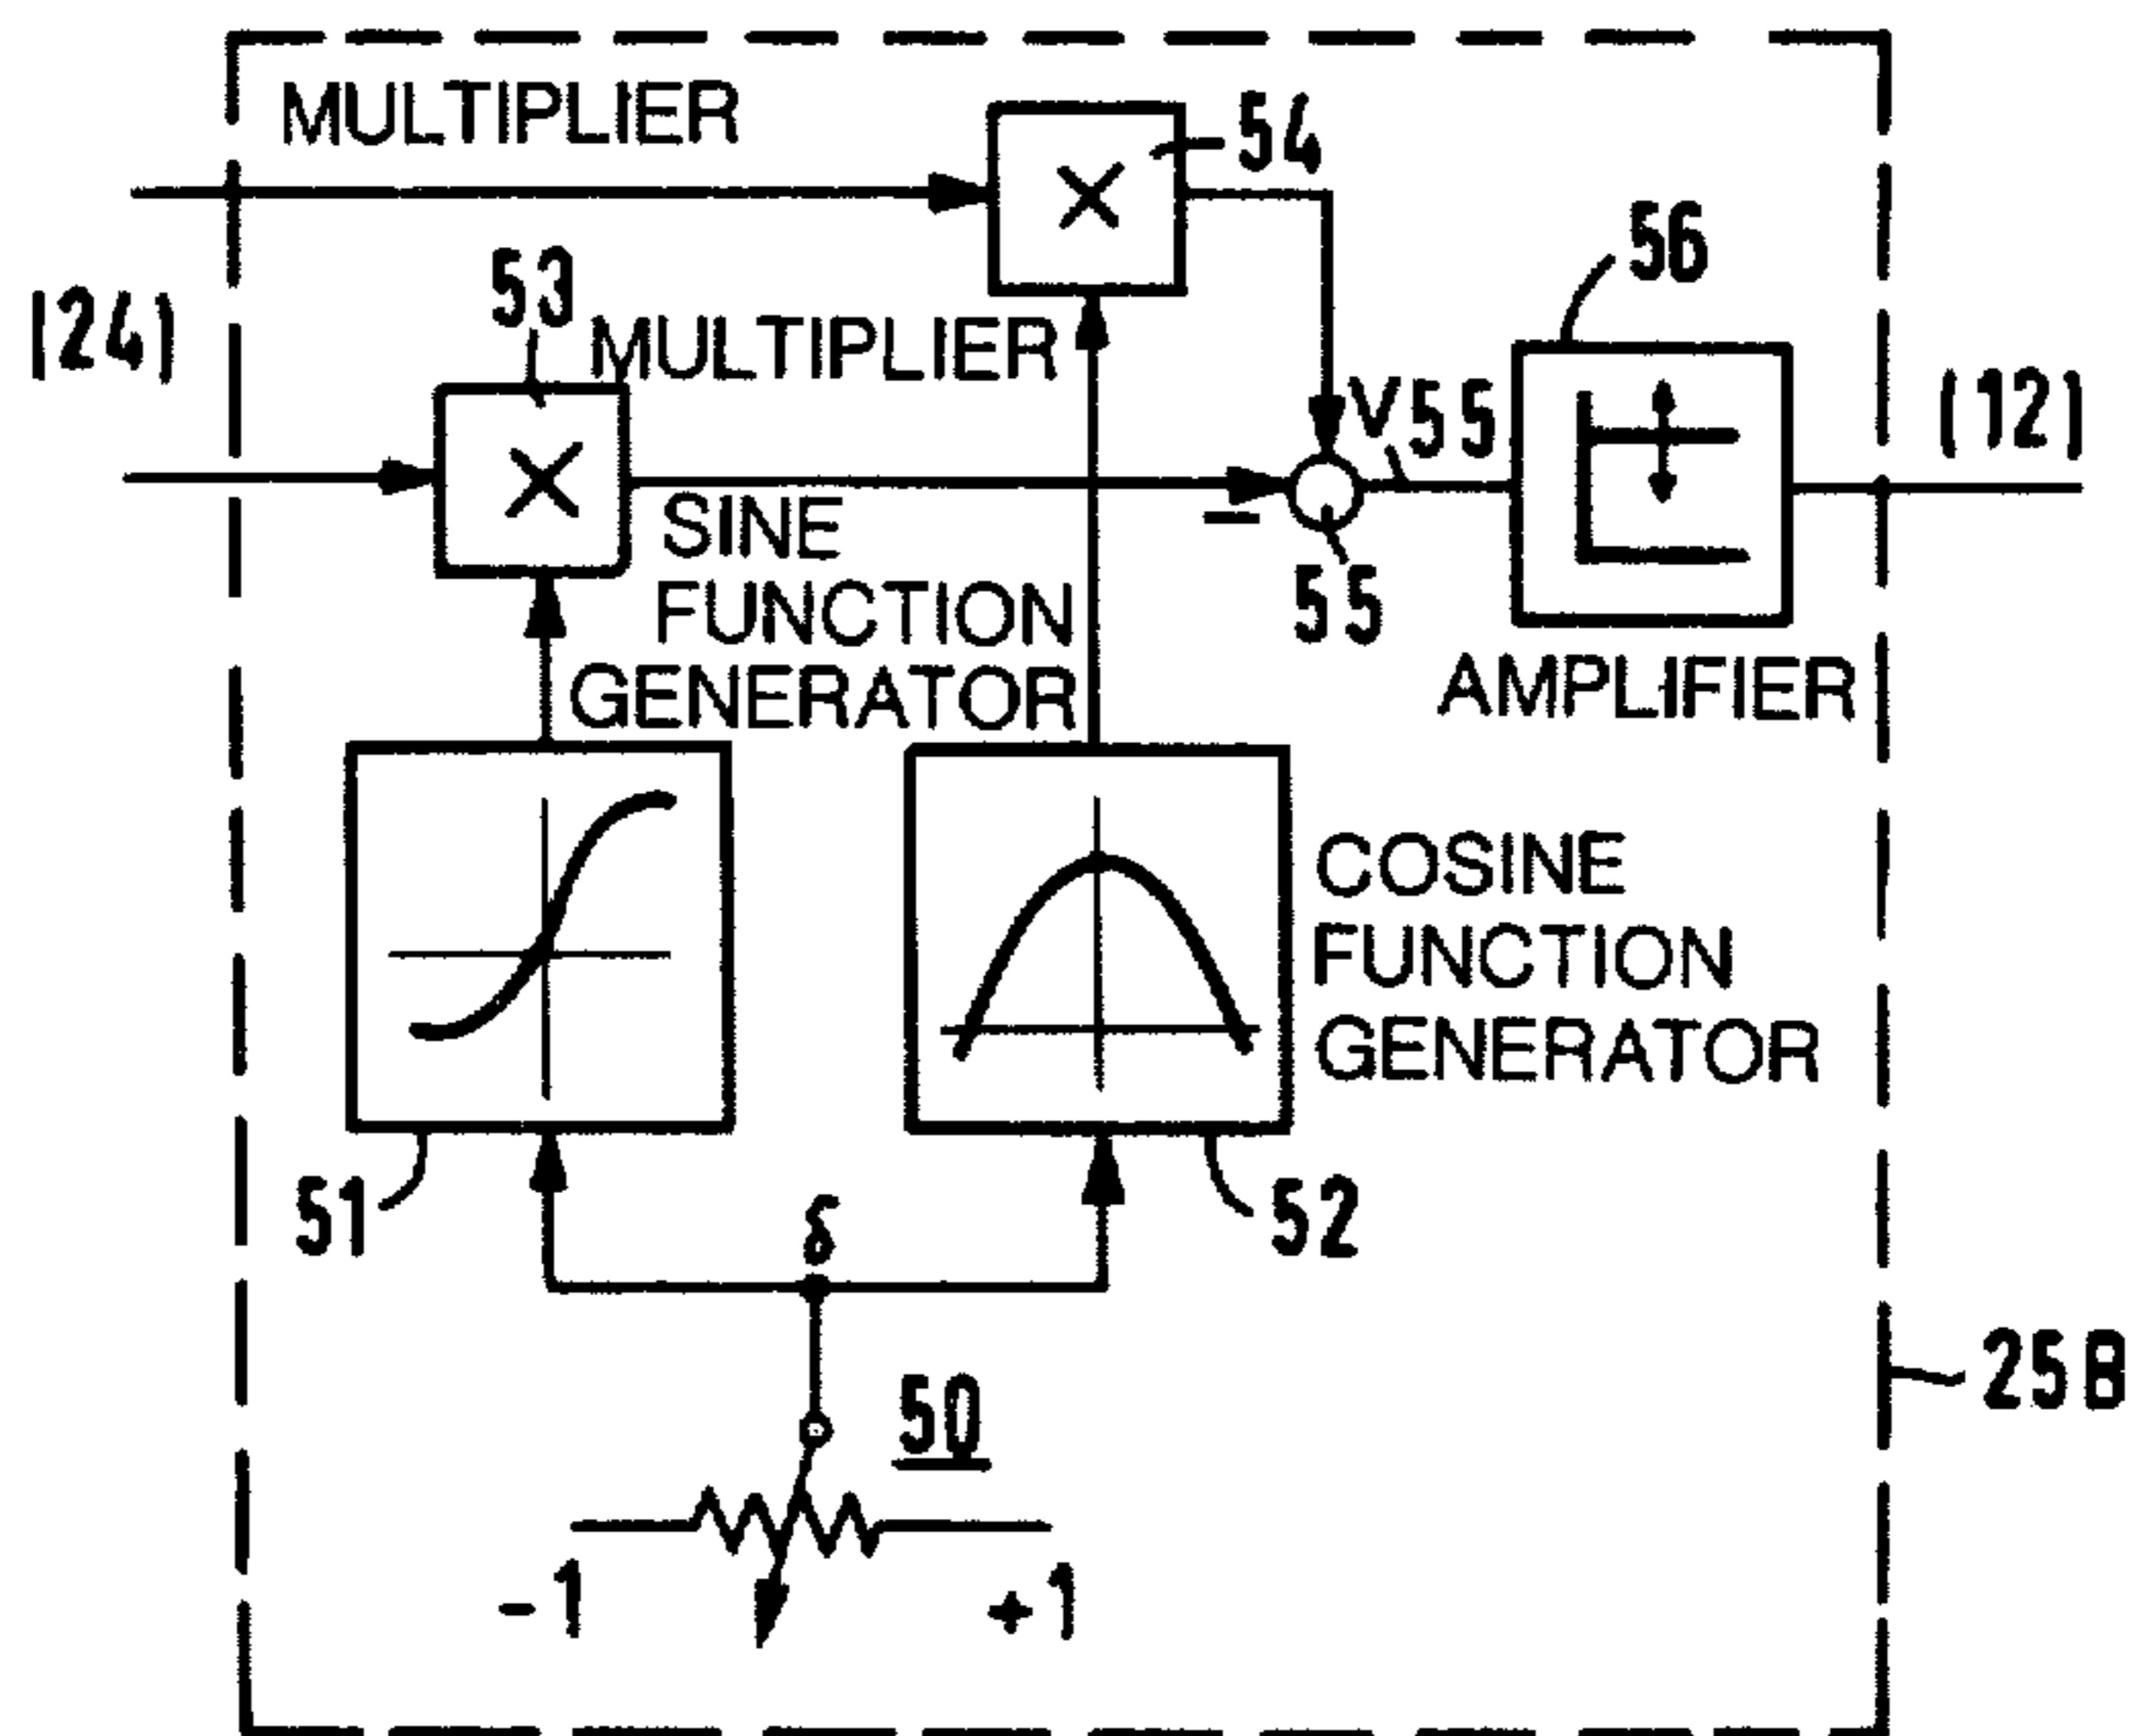 MULTIPLIER
54
56
53
(24)
MULTIPLIER
V55
(12)
SINE
FUNCTION
GENERATOR
55
AMPLIFIER
COSINE
FUNCTION
GENERATOR
51
δ
52
50
25B
-1
+1